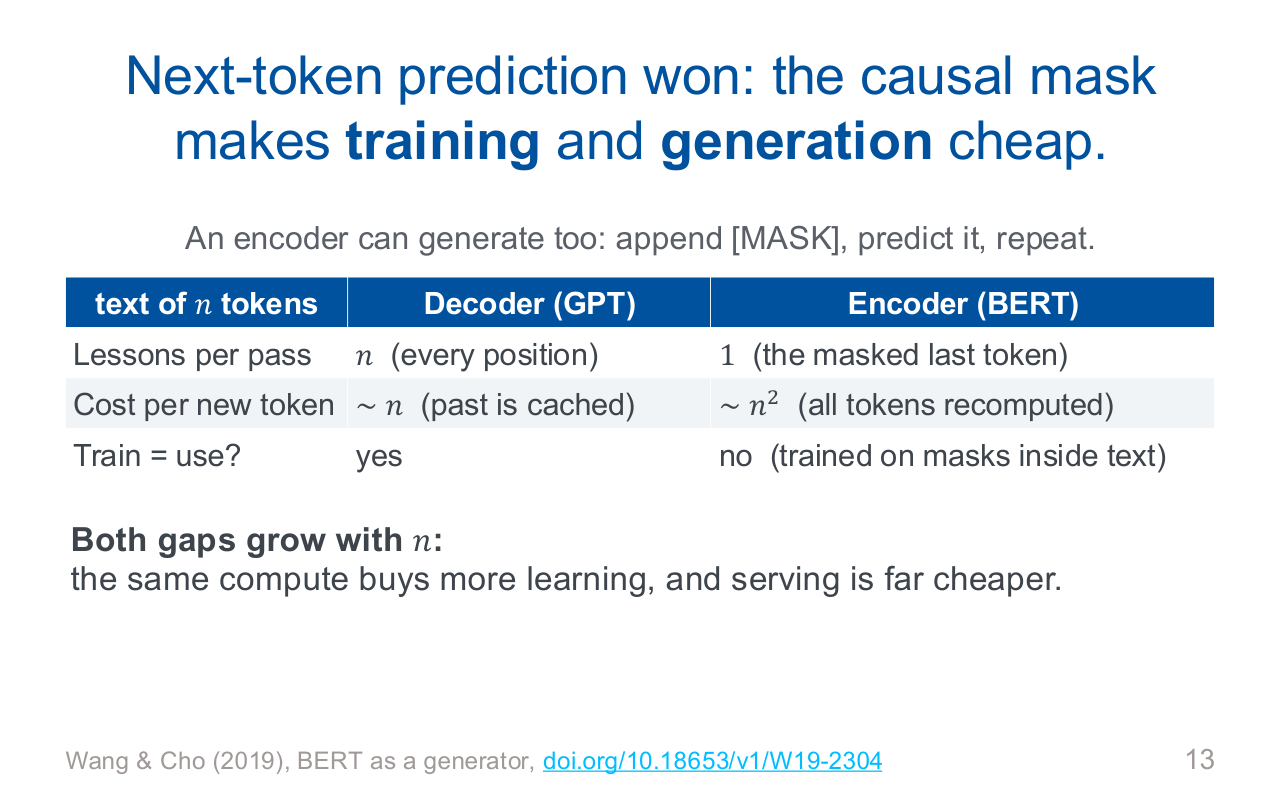 Next-token prediction won: the causal mask
makes training and generation cheap.
An encoder can generate too: append [MASK], predict it, repeat.
text of n tokens Decoder (GPT) Encoder (BERT)
Lessons per pass n (every position) 1 (the masked last token)
Cost per new token ~ n (past is cached) ~ n² (all tokens recomputed)
Train = use? yes no (trained on masks inside text)
Both gaps grow with n:
the same compute buys more learning, and serving is far cheaper.
Wang & Cho (2019), BERT as a generator, doi.org/10.18653/v1/W19-2304 13